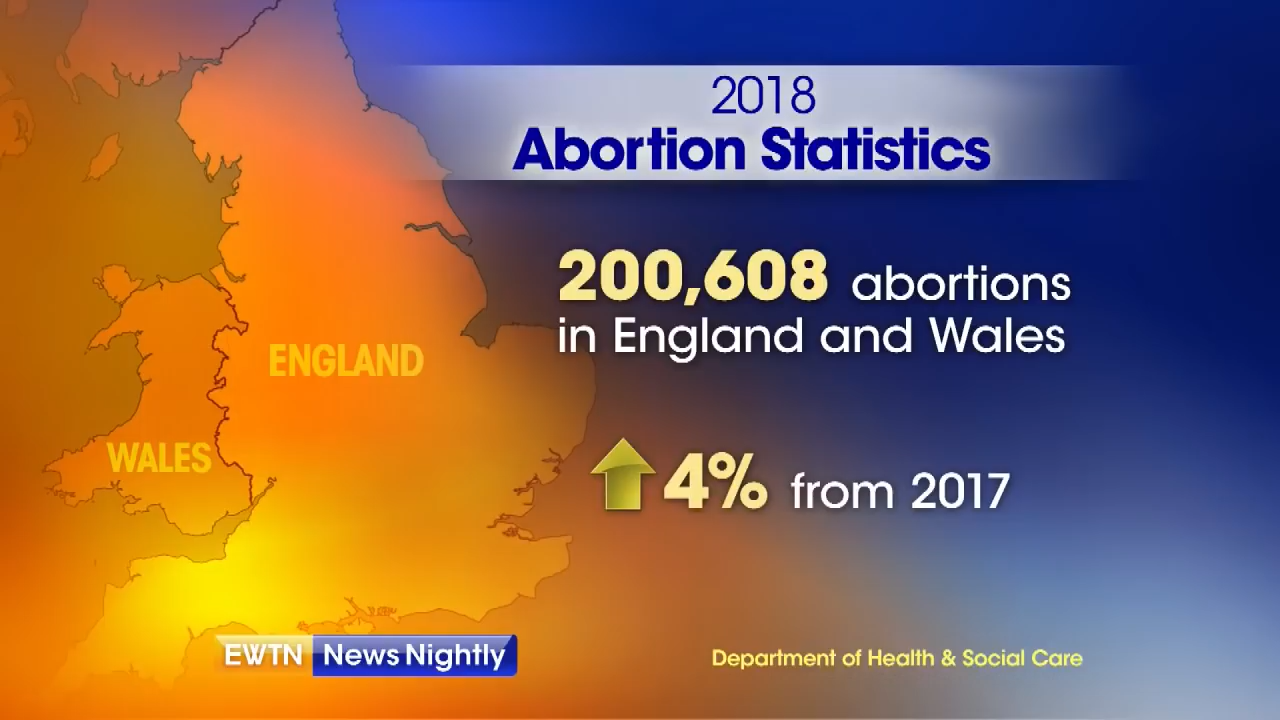 2018
Abortion Statistics
200,608 abortions
in England and Wales
ENGLAND
WALES
4% from 2017
EWTN News Nightly
Department of Health & Social Care